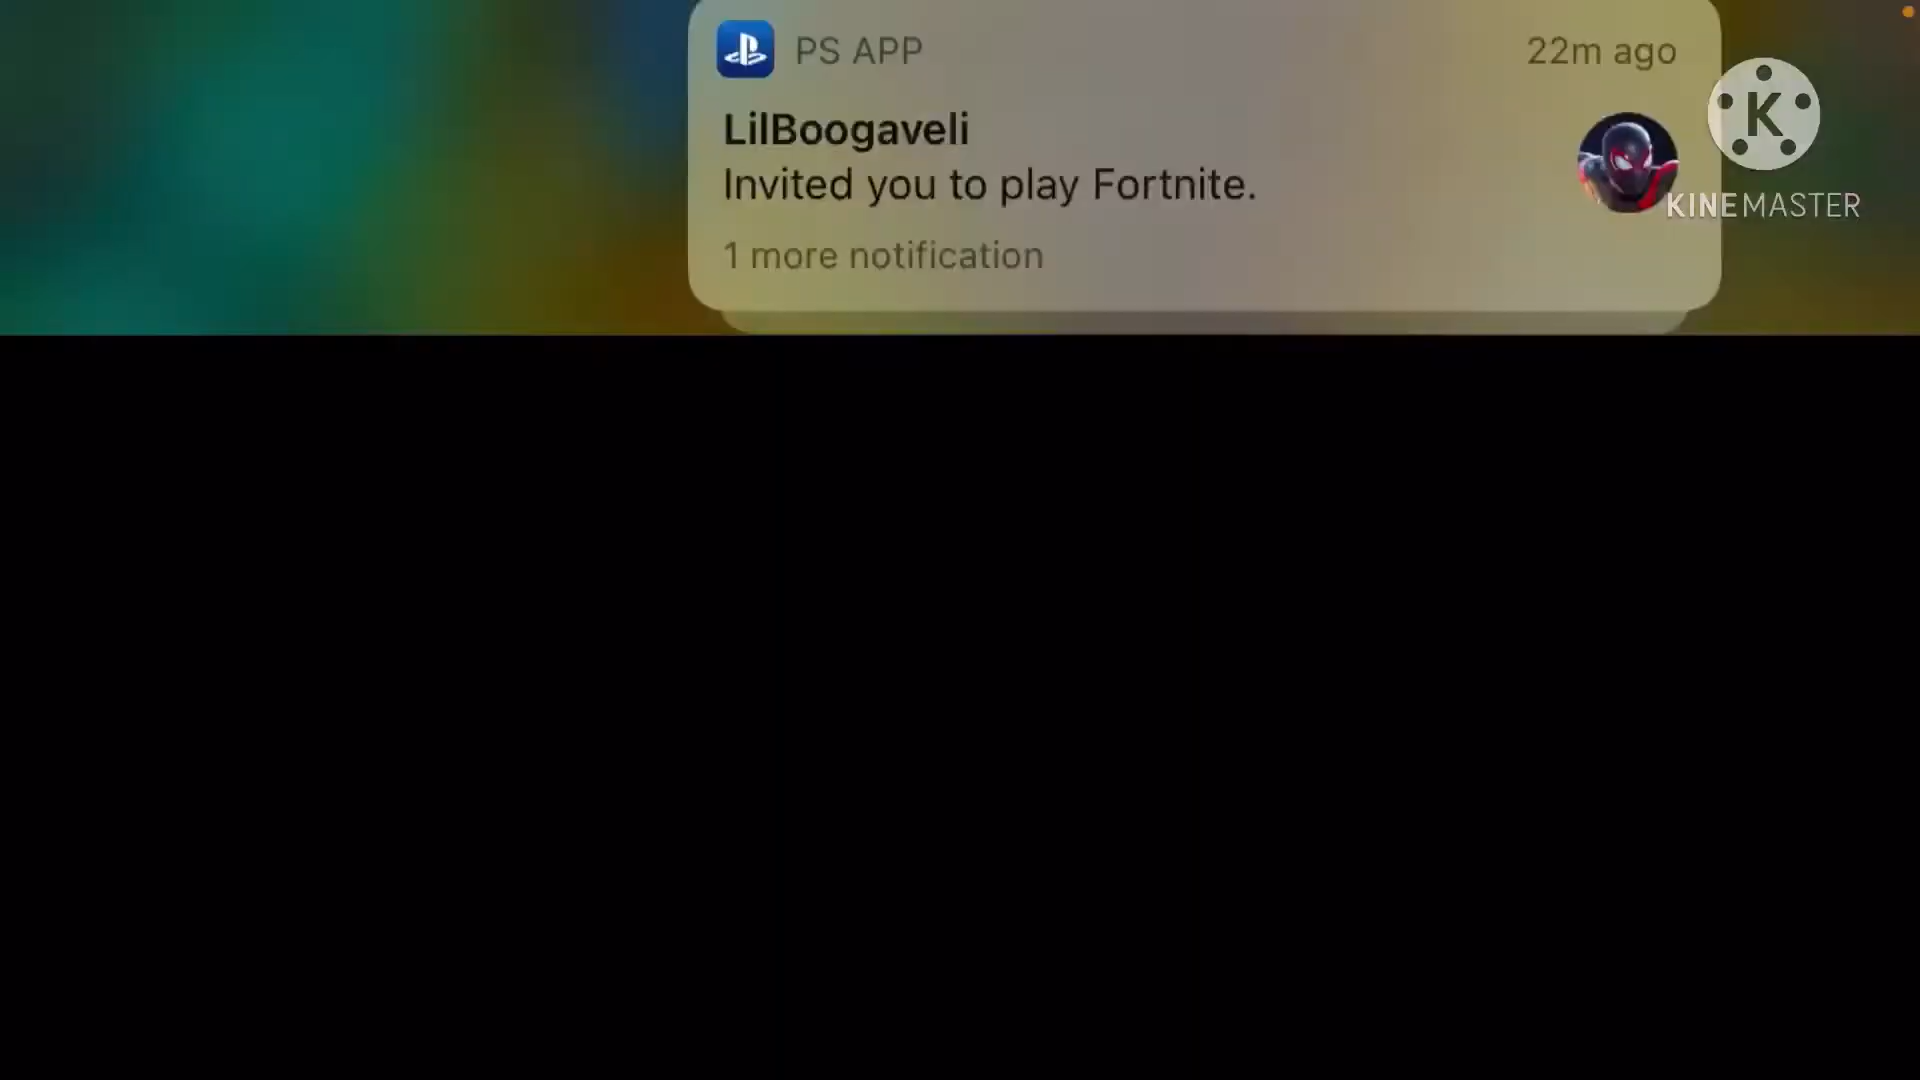 PS APP
22m ago
LilBoogaveli
Invited you to play Fortnite.
1 more notification
K
KINEMASTER